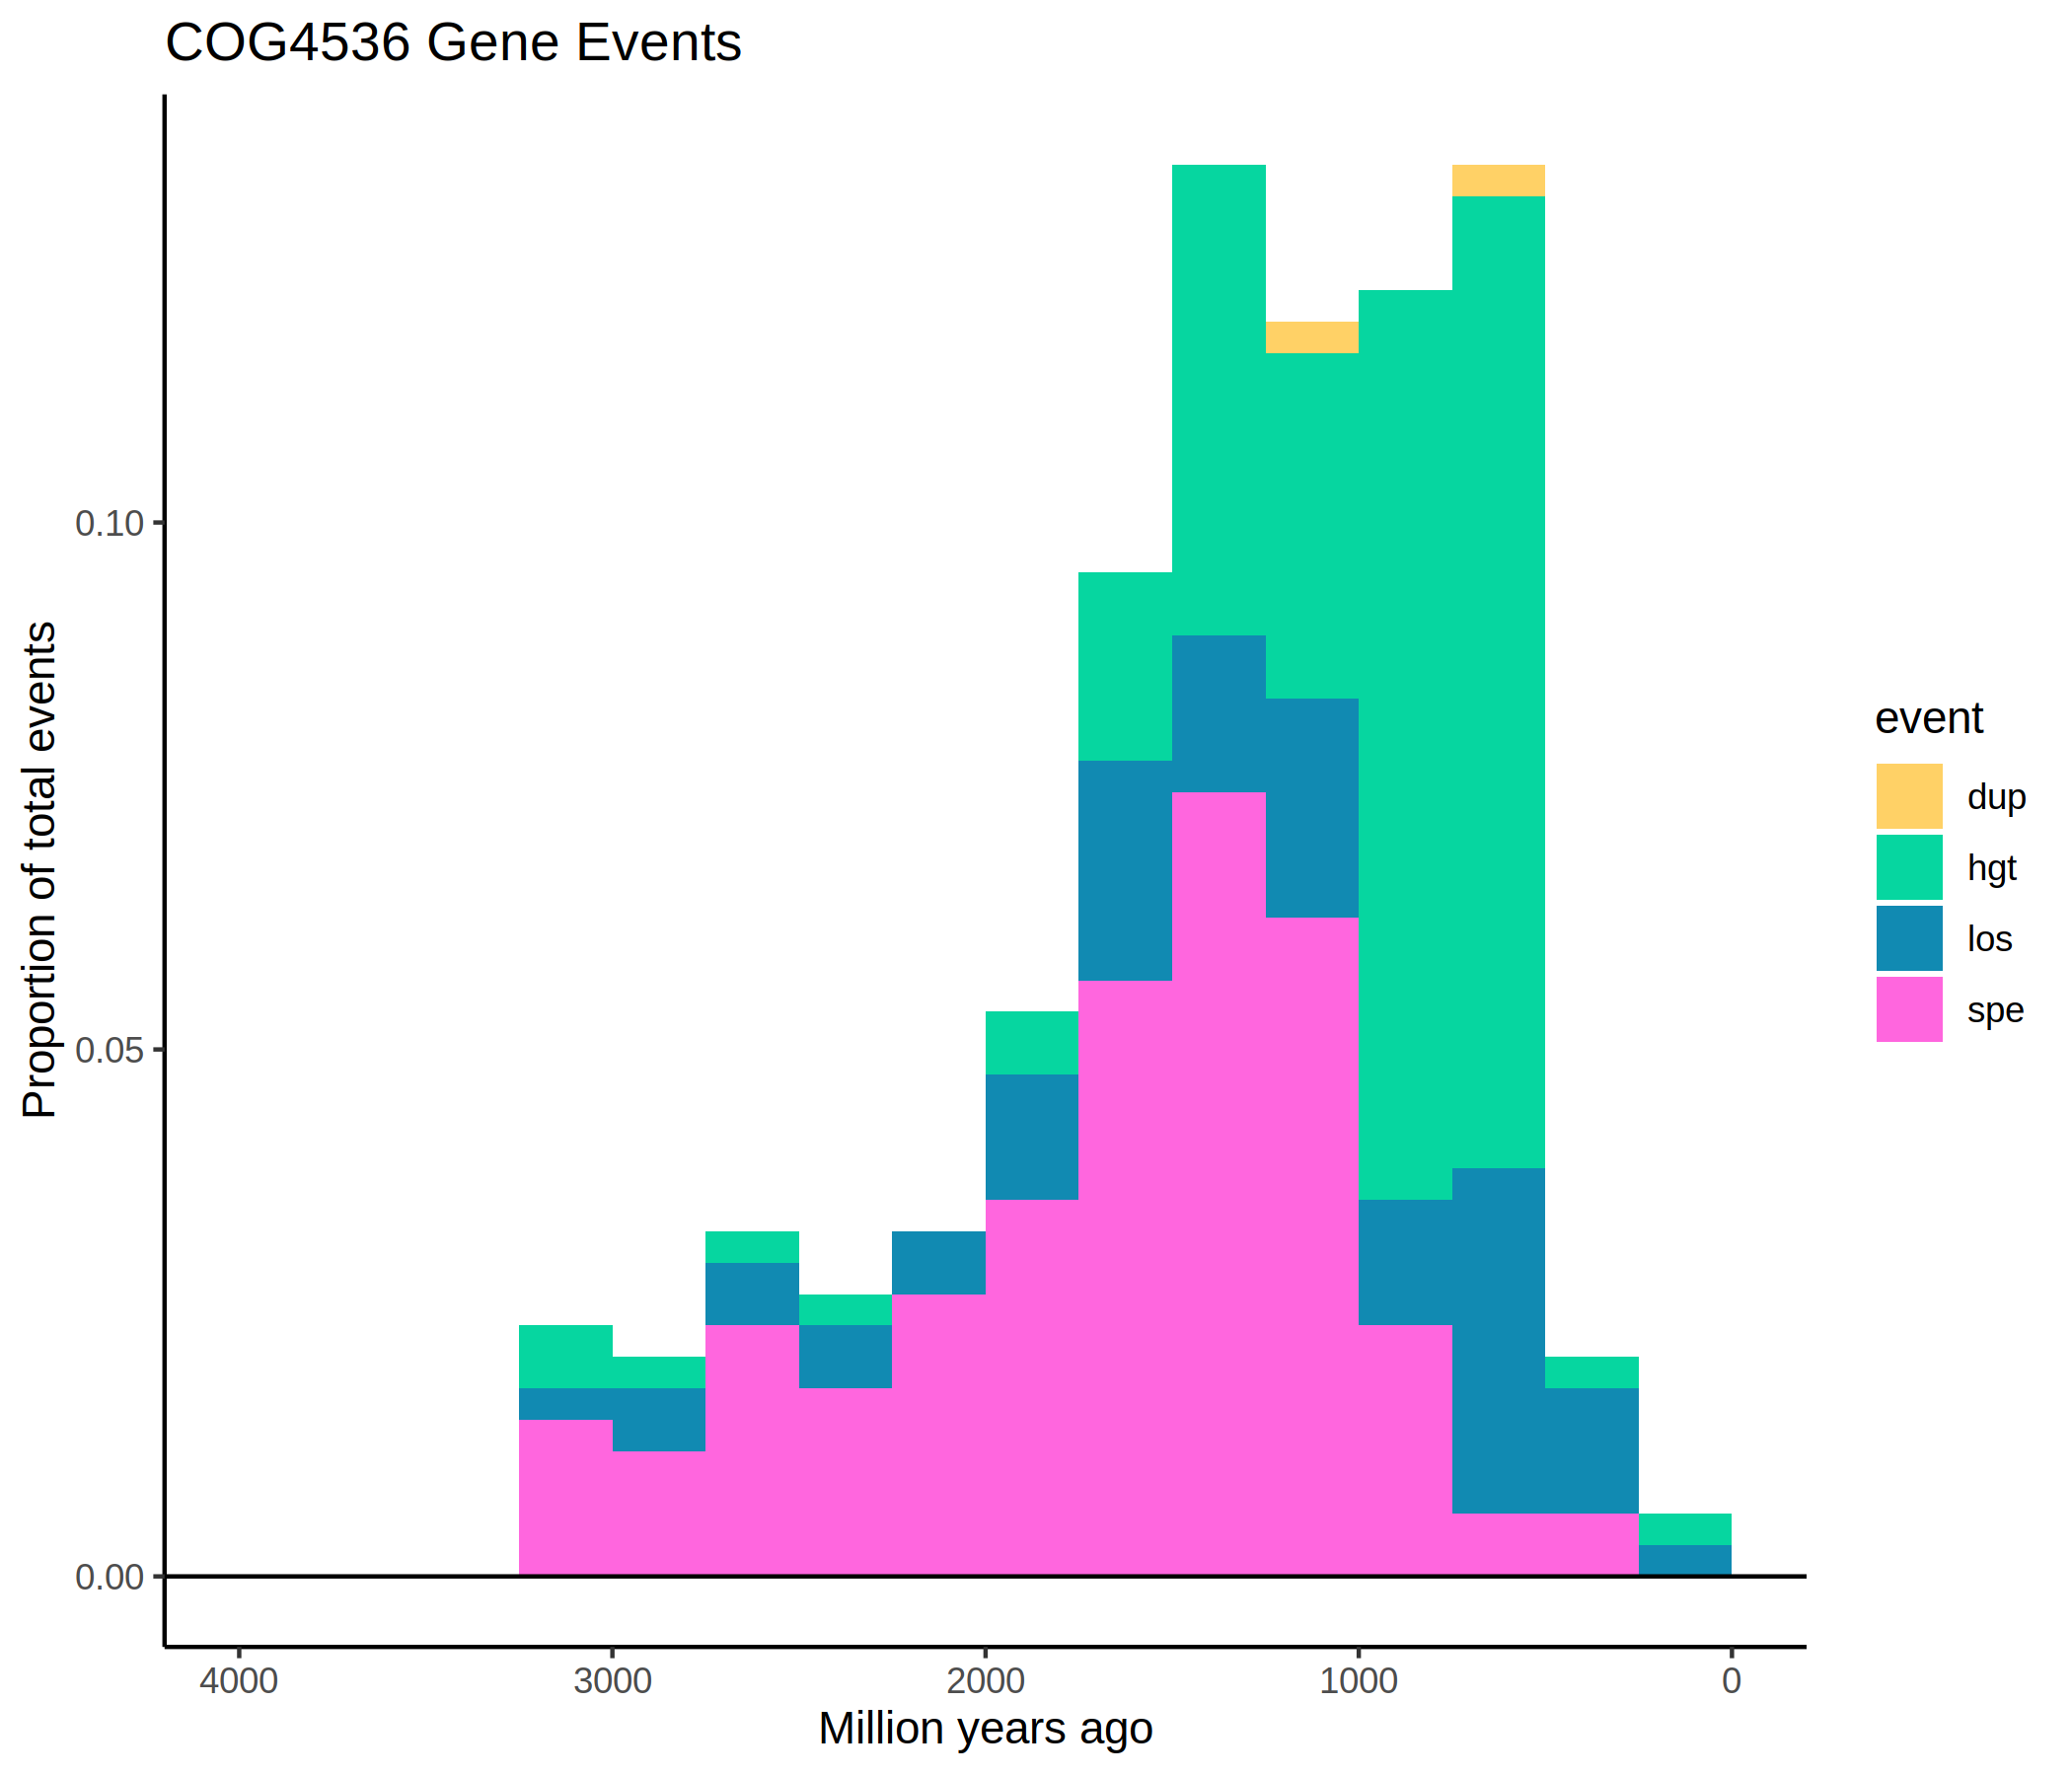 COG4536 Gene Events
Proportion of total events
0.10
0.05
0.00
4000 3000 2000 1000 0
Million years ago
event
dup
hgt
los
spe